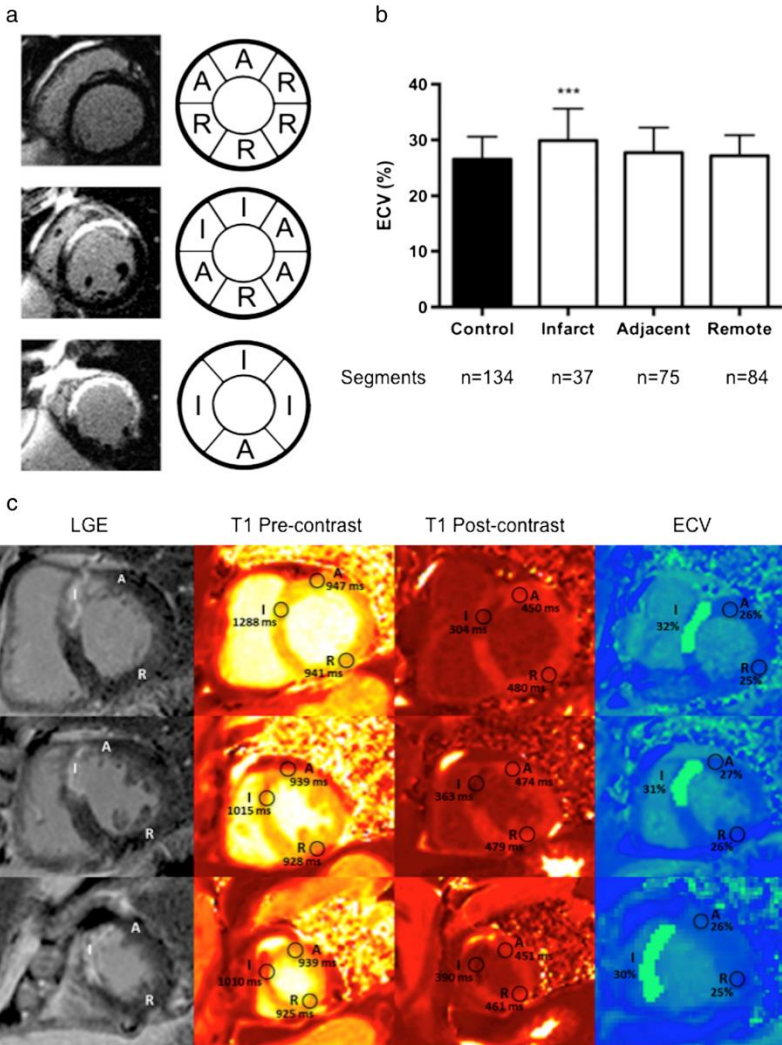 a
A A R
R R R
I I A
A R A
I
I I
A
b
40
30
20
10
0
ECV (%)
***
Control Infarct Adjacent Remote
Segments n=134 n=37 n=75 n=84
c
LGE T1 Pre-contrast T1 Post-contrast ECV
A
I
R
A
947 ms
I
1288 ms
R
941 ms
A
450 ms
I
304 ms
R
480 ms
A
26%
I
32%
R
25%
A
I
R
A
939 ms
I
1015 ms
R
928 ms
A
474 ms
I
363 ms
R
479 ms
A
27%
I
31%
R
26%
A
I
R
A
939 ms
I
1010 ms
R
925 ms
A
451 ms
I
390 ms
R
461 ms
A
26%
I
30%
R
25%